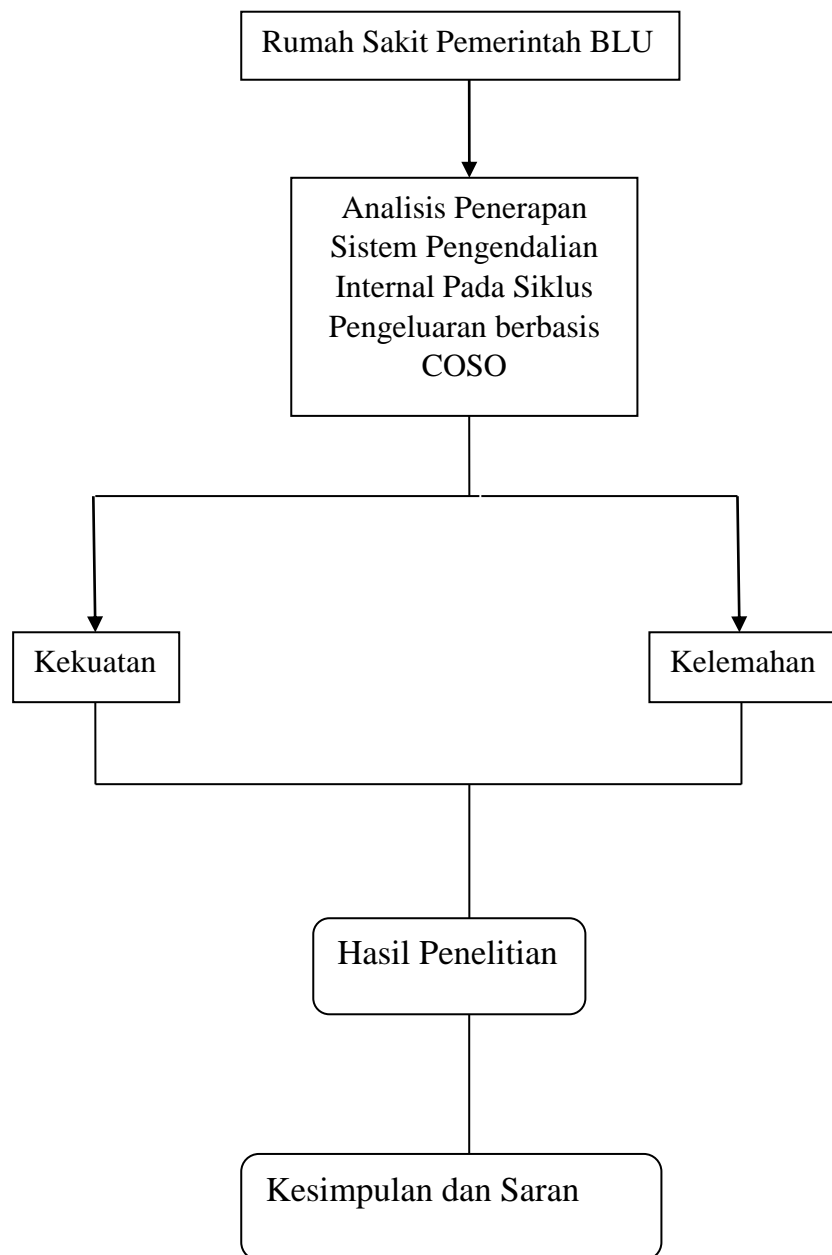 Rumah Sakit Pemerintah BLU
Analisis Penerapan
Sistem Pengendalian
Internal Pada Siklus
Pengeluaran berbasis
COSO
Kekuatan
Kelemahan
Hasil Penelitian
Kesimpulan dan Saran